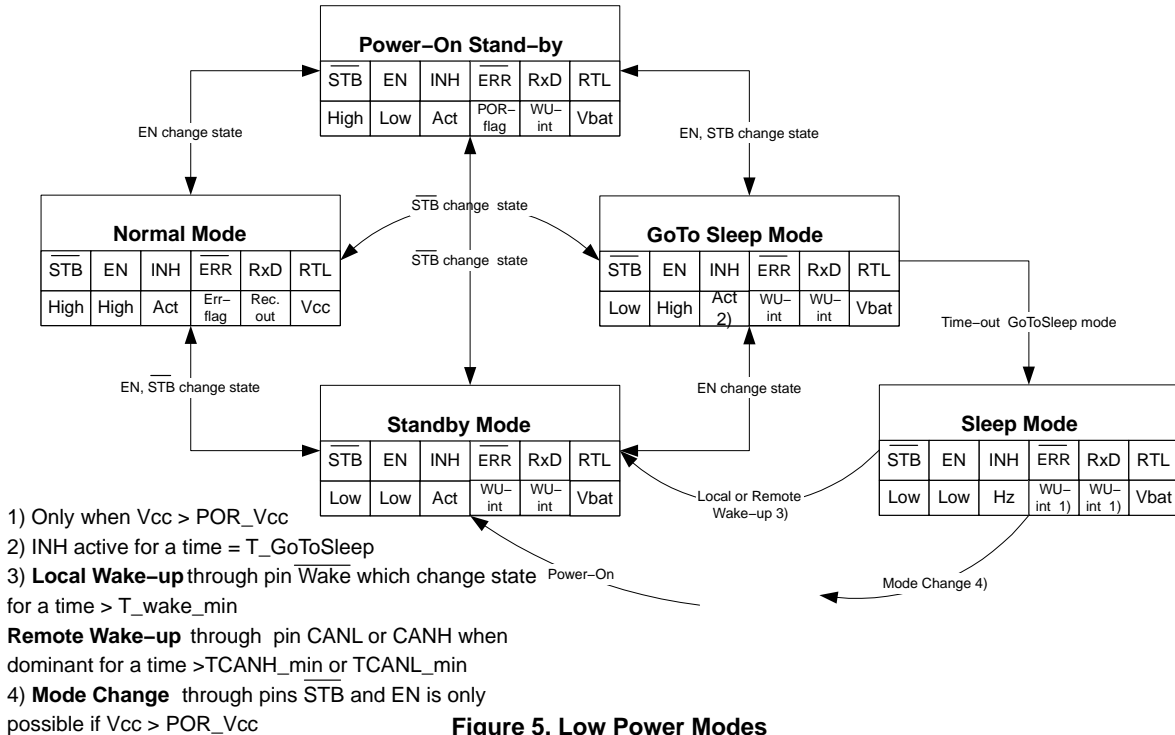 Power–On Stand–by
STB EN INH ERR RxD RTL
High Low Act POR–flag WU–int Vbat
EN change state
EN, STB change state
STB change state
Normal Mode
STB EN INH ERR RxD RTL
High High Act Err–flag Rec. out Vcc
GoTo Sleep Mode
STB EN INH ERR RxD RTL
Low High Act 2) WU–int WU–int Vbat
STB change state
Time–out GoToSleep mode
EN, STB change state
EN change state
Standby Mode
STB EN INH ERR RxD RTL
Low Low Act WU–int WU–int Vbat
Sleep Mode
STB EN INH ERR RxD RTL
Low Low Hz WU–int 1) WU–int 1) Vbat
Local or Remote
Wake–up 3)
Power–On
Mode Change 4)
1) Only when Vcc > POR_Vcc
2) INH active for a time = T_GoToSleep
3) Local Wake–up through pin Wake which change state
for a time > T_wake_min
Remote Wake–up through pin CANL or CANH when
dominant for a time >TCANH_min or TCANL_min
4) Mode Change through pins STB and EN is only
possible if Vcc > POR_Vcc
Figure 5. Low Power Modes